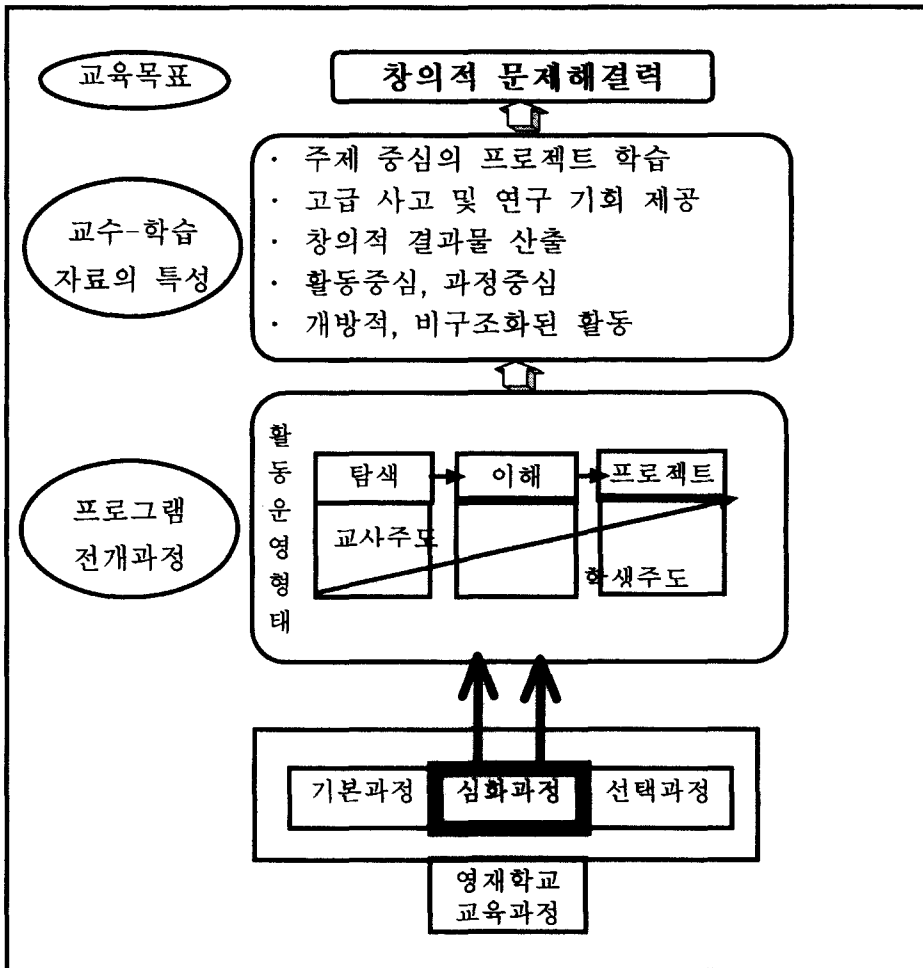 교육목표
창의적 문제해결력
교수-학습
자료의 특성
· 주제 중심의 프로젝트 학습
· 고급 사고 및 연구 기회 제공
· 창의적 결과물 산출
· 활동중심, 과정중심
· 개방적, 비구조화된 활동
프로그램
전개과정
활
동
운
영
형
태
탐색
이해
프로젝트
교사주도
학생주도
기본과정
심화과정
선택과정
영재학교
교육과정